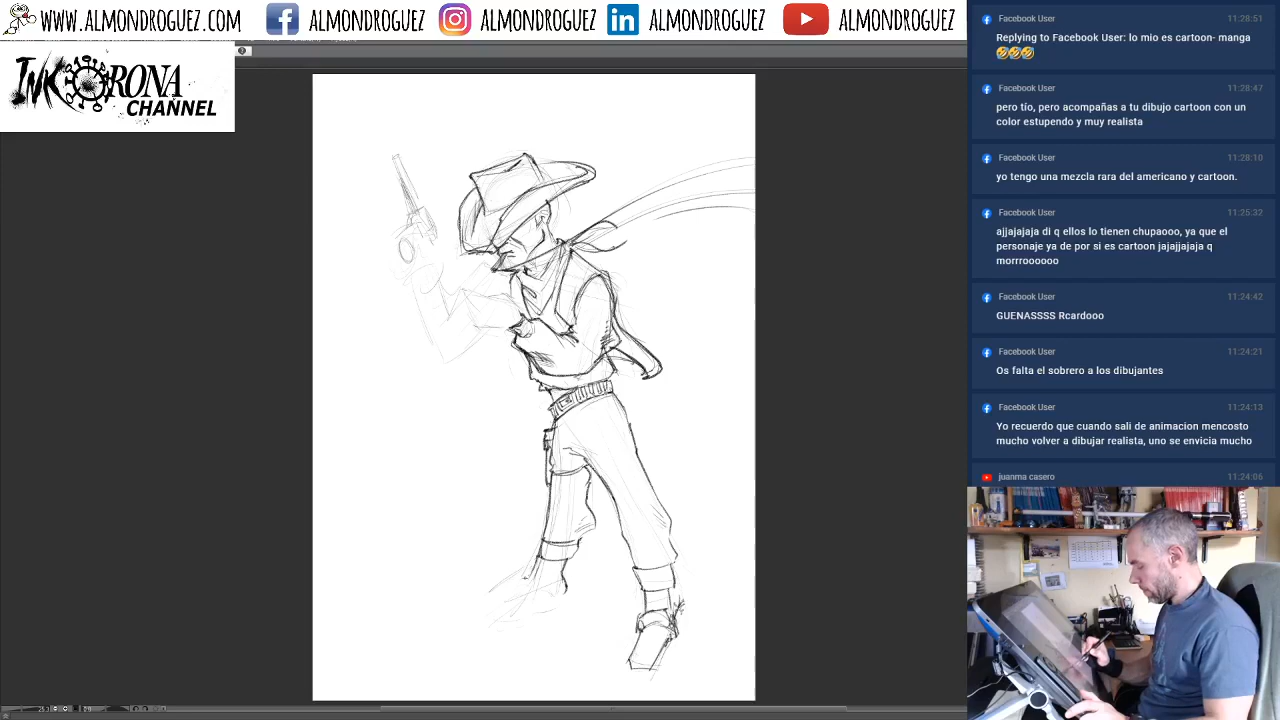 WWW.ALMONDROGUEZ.COM
ALMONDROGUEZ
ALMONDROGUEZ
ALMONDROGUEZ
ALMONDROGUEZ
INKORONA
CHANNEL
Facebook User 11:28:51
Replying to Facebook User: lo mio es cartoon- manga
🤣🤣🤣
Facebook User 11:28:47
pero tío, pero acompañas a tu dibujo cartoon con un
color estupendo y muy realista
Facebook User 11:28:10
yo tengo una mezcla rara del americano y cartoon.
Facebook User 11:25:32
ajjajajaja di q ellos lo tienen chupaooo, ya que el
personaje ya de por si es cartoon jajajjajaja q
morrroooooo
Facebook User 11:24:42
GUENASSSS Rcardooo
Facebook User 11:24:21
Os falta el sobrero a los dibujantes
Facebook User 11:24:13
Yo recuerdo que cuando sali de animacion mencosto
mucho volver a dibujar realista, uno se envicia mucho
juanma casero 11:24:06